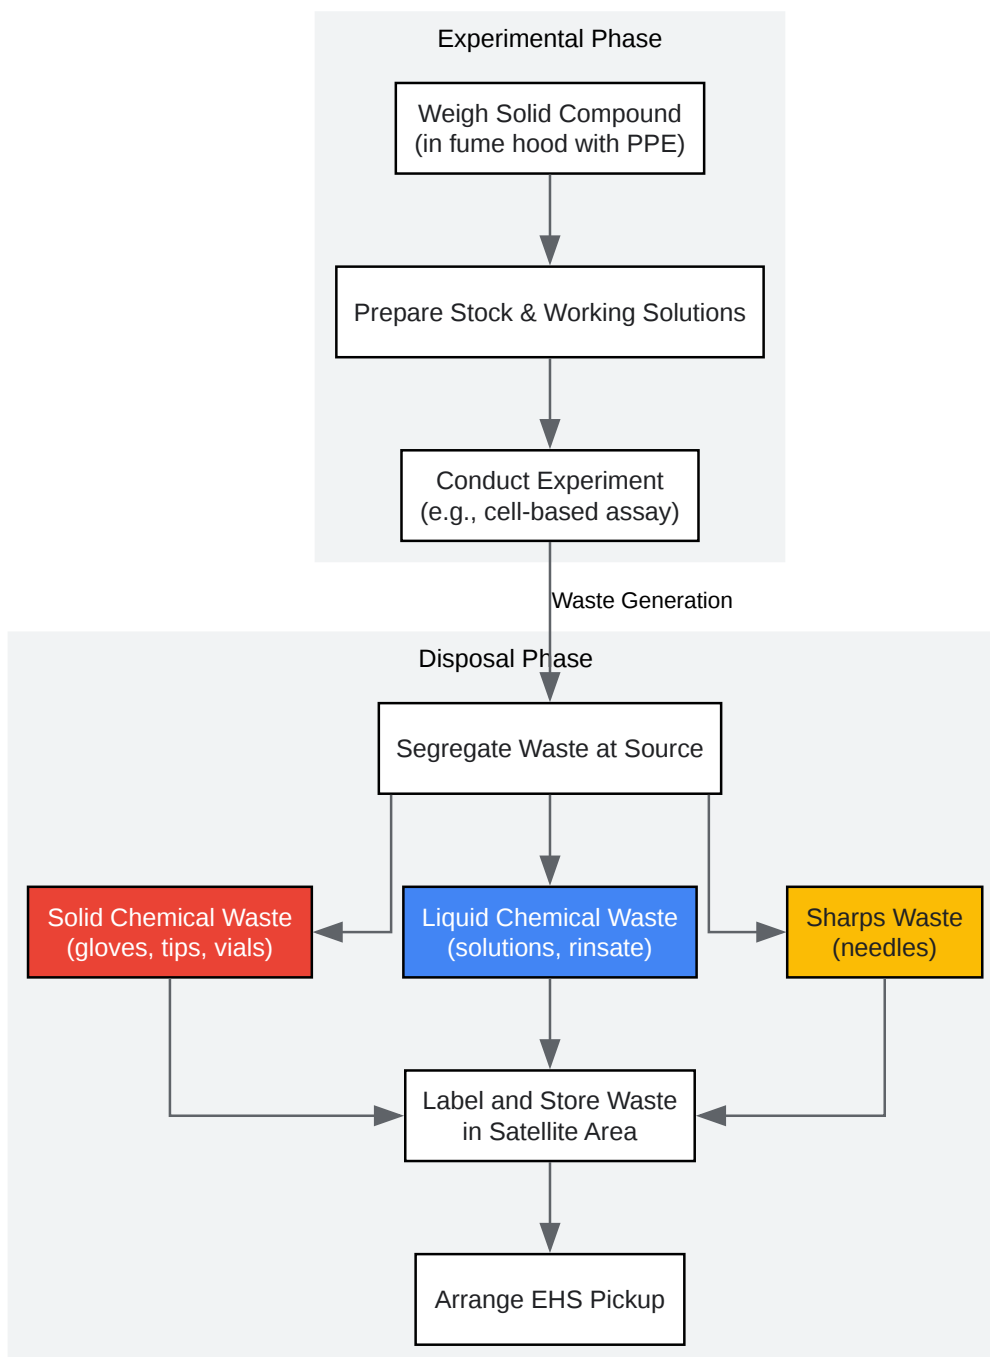 Experimental Phase
Weigh Solid Compound
(in fume hood with PPE)
Prepare Stock & Working Solutions
Conduct Experiment
(e.g., cell-based assay)
Waste Generation
Disposal Phase
Segregate Waste at Source
Solid Chemical Waste
(gloves, tips, vials)
Liquid Chemical Waste
(solutions, rinsate)
Sharps Waste
(needles)
Label and Store Waste
in Satellite Area
Arrange EHS Pickup